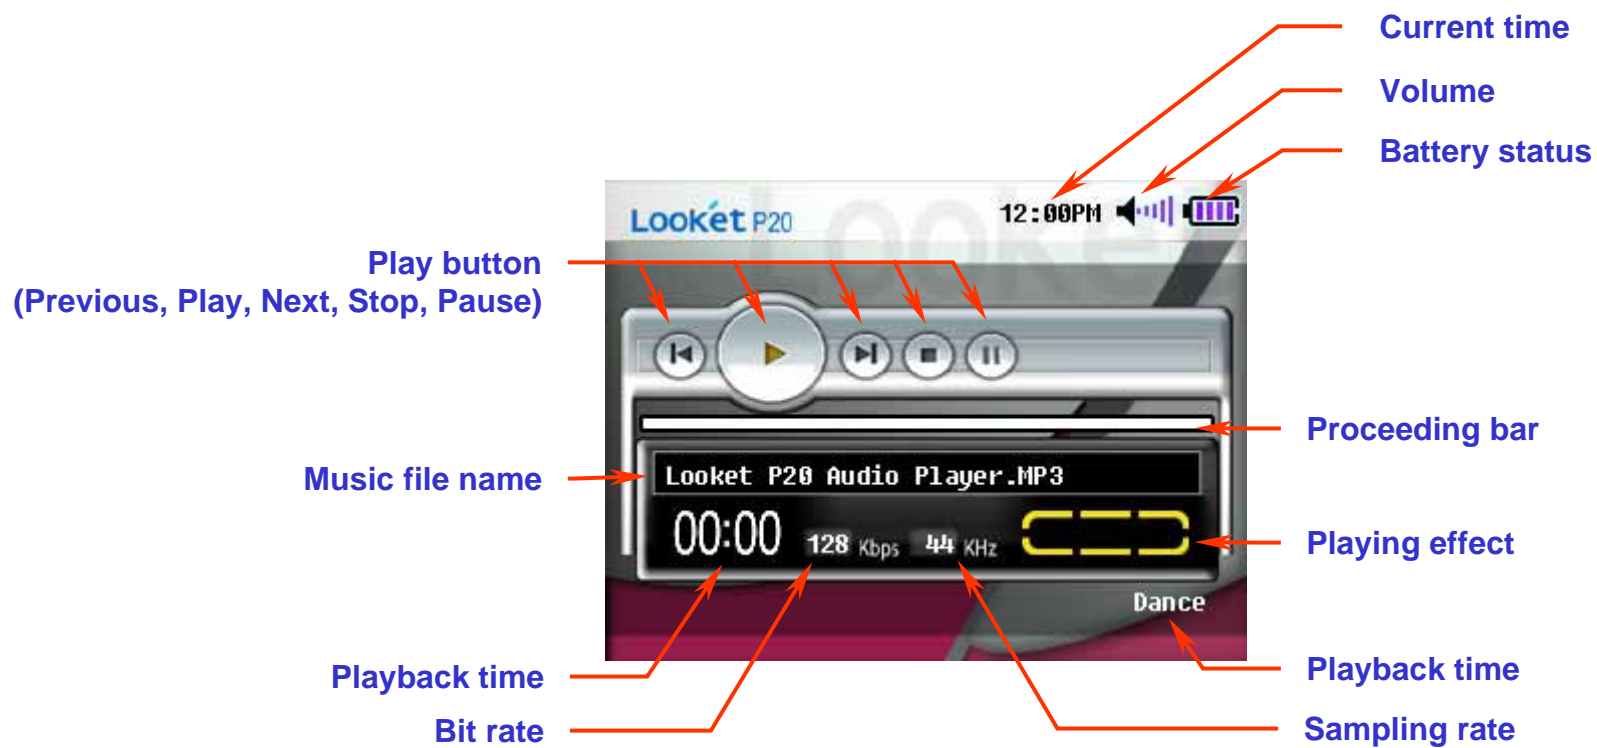 Current time
Volume
Battery status
Lookét P20
12:00PM
Play button
(Previous, Play, Next, Stop, Pause)
Proceeding bar
Music file name
Looket P20 Audio Player.MP3
00:00 128 Kbps 44 KHz
Playing effect
Dance
Playback time
Playback time
Bit rate
Sampling rate
Looke